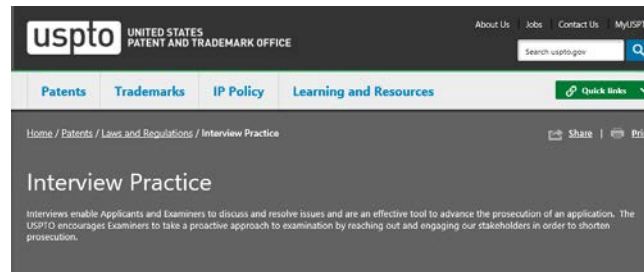 About Us Jobs Contact Us
uspto UNITED STATES
PATENT AND TRADEMARK OFFICE
Search uspto.gov
Patents Trademarks IP Policy Learning and Resources Quick links
Home / Patents / Laws and Regulations / Interview Practice Share |
Interview Practice
Interviews enable Applicants and Examiners to discuss and resolve issues and are an effective tool to advance the prosecution of an application. The
USPTO encourages Examiners to take a proactive approach to examination by reaching out and engaging our stakeholders in order to shorten
prosecution.